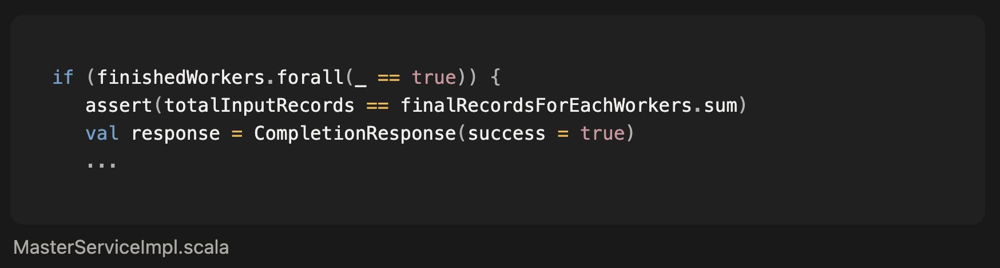 if (finishedWorkers.forall(_ == true)) {
assert(totalInputRecords == finalRecordsForEachWorkers.sum)
val response = CompletionResponse(success = true)
...
MasterServiceImpl.scala